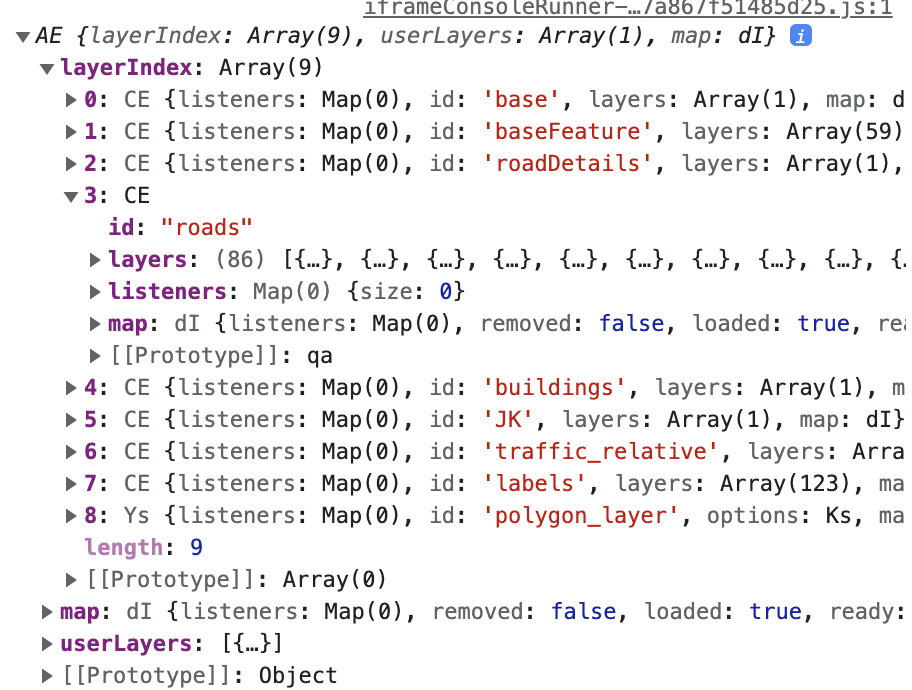 iframeConsoleRunner-…7a867f51485d25.js:1
▼AE {layerIndex: Array(9), userLayers: Array(1), map: dI} i
▼layerIndex: Array(9)
▶0: CE {listeners: Map(0), id: 'base', layers: Array(1), map: d
▶1: CE {listeners: Map(0), id: 'baseFeature', layers: Array(59)
▶2: CE {listeners: Map(0), id: 'roadDetails', layers: Array(1),
▼3: CE
id: "roads"
▶layers: (86) [{…}, {…}, {…}, {…}, {…}, {…}, {…}, {…}, {…}, {…
▶listeners: Map(0) {size: 0}
▶map: dI {listeners: Map(0), removed: false, loaded: true, rea
▶[[Prototype]]: qa
▶4: CE {listeners: Map(0), id: 'buildings', layers: Array(1), m
▶5: CE {listeners: Map(0), id: 'JK', layers: Array(1), map: dI}
▶6: CE {listeners: Map(0), id: 'traffic_relative', layers: Arra
▶7: CE {listeners: Map(0), id: 'labels', layers: Array(123), ma
▶8: Ys {listeners: Map(0), id: 'polygon_layer', options: Ks, ma
length: 9
▶[[Prototype]]: Array(0)
▶map: dI {listeners: Map(0), removed: false, loaded: true, ready:
▶userLayers: [{…}]
▶[[Prototype]]: Object